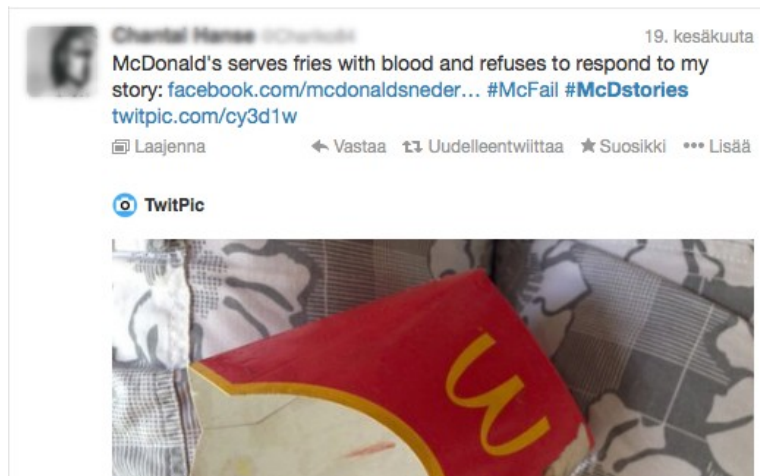 19. kesäkuuta
McDonald's serves fries with blood and refuses to respond to my
story: facebook.com/mcdonaldsneder... #McFail #McDstories
twitpic.com/cy3d1w
Laajenna Vastaa Uudelleentwiittaa Suosikki Lisää
TwitPic